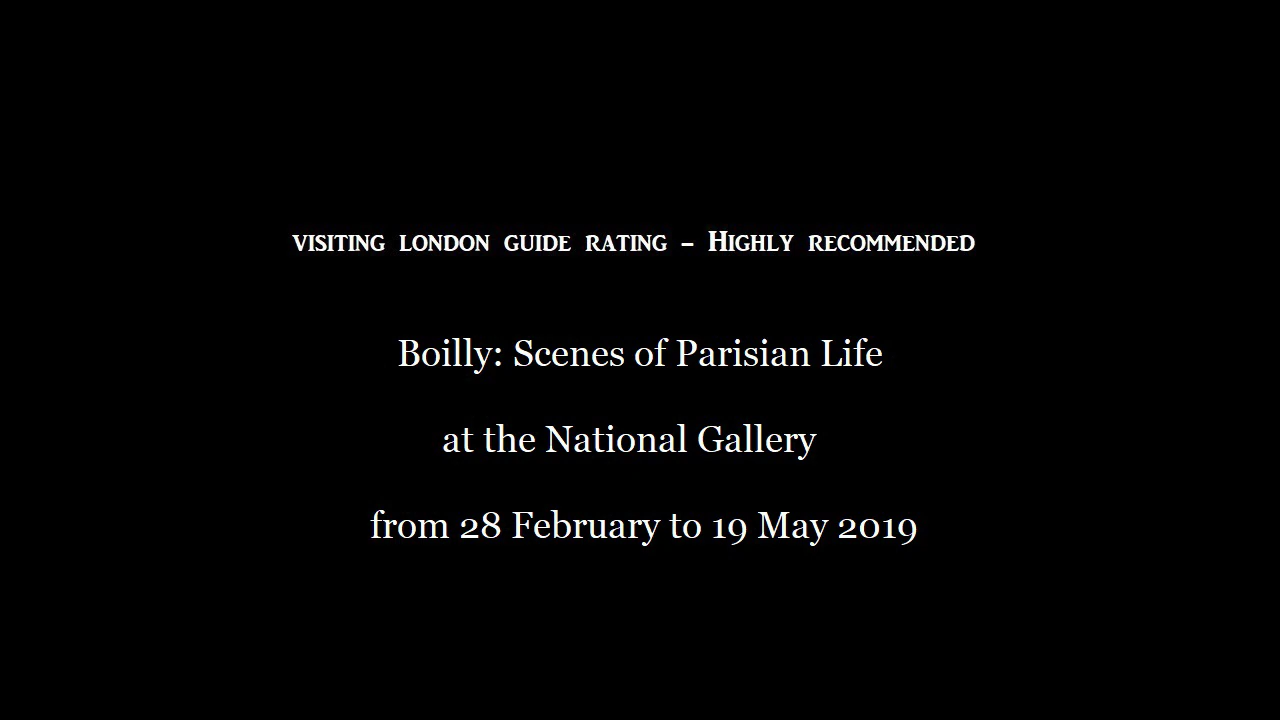 VISITING LONDON GUIDE RATING – HIGHLY RECOMMENDED
Boilly: Scenes of Parisian Life
at the National Gallery
from 28 February to 19 May 2019